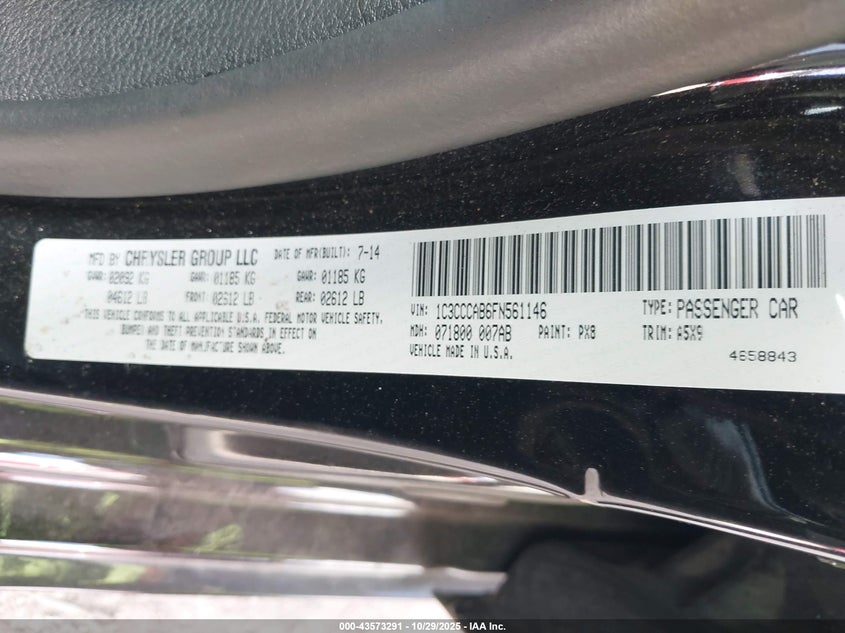 MFD BY CHRYSLER GROUP LLC DATE OF MFR(BUILT): 7-14
GVWR: 02092 KG GAWR: 01185 KG GAWR: 01185 KG
04612 LB FRONT: 02612 LB REAR: 02612 LB
THIS VEHICLE CONFORMS TO ALL APPLICABLE U.S.A. FEDERAL MOTOR VEHICLE SAFETY,
BUMPER AND THEFT PREVENTION STANDARDS IN EFFECT ON
THE DATE OF MANUFACTURE SHOWN ABOVE.
VIN: 1C3CCCAB6FN561146 TYPE: PASSENGER CAR
MDH: 071800 007AB PAINT: PX8 TRIM: A5X9
VEHICLE MADE IN U.S.A.
4658843
000-43573291 - 10/29/2025 - IAA Inc.